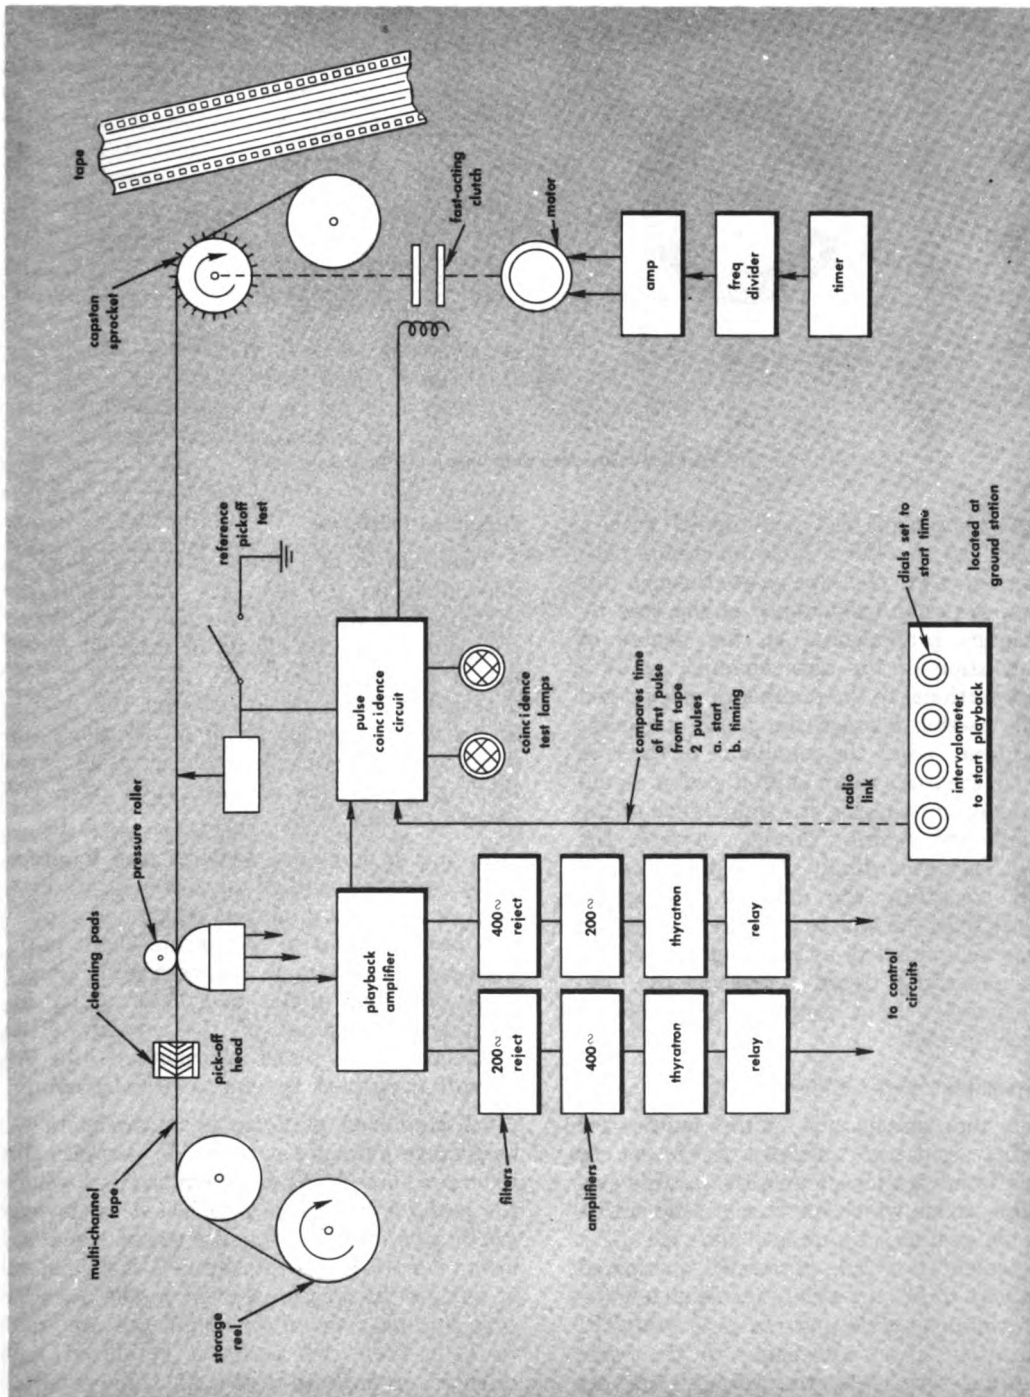 tape
capstan
sprocket
fast-acting
clutch
motor
amp
freq
divider
timer
reference
pickoff
test
pressure roller
cleaning pads
pick-off
head
multi-channel
tape
storage
reel
pulse
coincidence
circuit
coincidence
test lamps
playback
amplifier
compares time
of first pulse
from tape
2 pulses
a. start
b. timing
radio
link
dials set to
start time
located at
ground station
intervalometer
to start playback
filters
200~
reject
400~
reject
amplifiers
400~
200~
thyratron
thyratron
relay
relay
to control
circuits